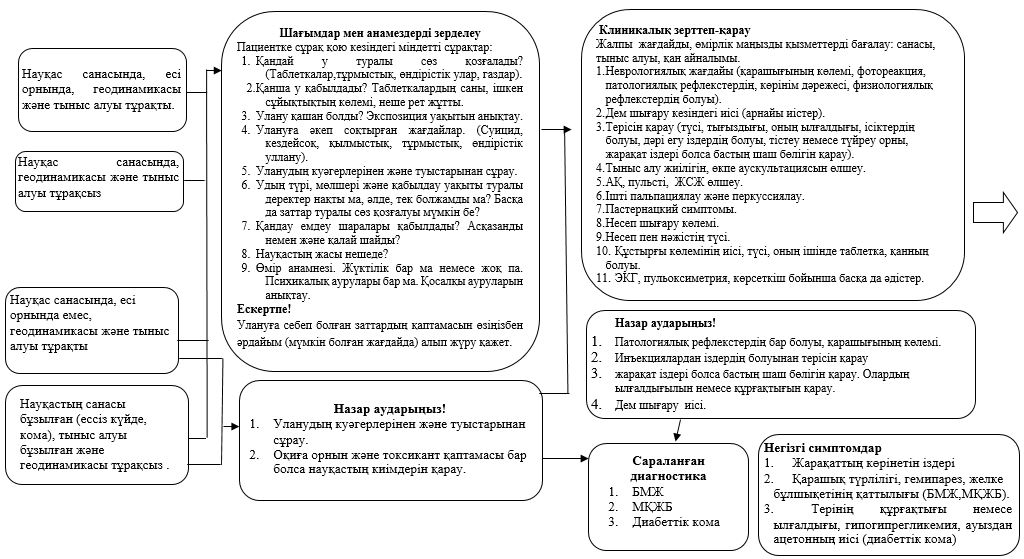 Науқас санасында, есі
орнында, геодинамикасы
және тыныс алуы тұрақты.
Науқас санасында,
геодинамикасы және тыныс
алуы тұрақсыз
Науқас санасында, есі
орнында емес,
геодинамикасы және тыныс
алуы тұрақты
Науқастың санасы
бұзылған (ессіз күйде,
кома), тыныс алуы
бұзылған және
геодинамикасы тұрақсыз .
Шағымдар мен анамездерді зерделеу
Пациентке сұрақ қою кезіндегі міндетті сұрақтар:
1. Қандай у туралы сөз қозғалады?
(Таблеткалар,тұрмыстық, өндірістік улар, газдар).
2.Қанша у қабылдады? Таблеткалардың саны, ішкен
сұйықтықтың көлемі, неше рет жұтты.
3. Улану қашан болды? Экспозиция уақытын анықтау.
4. Улануға әкеп соқтырған жағдайлар. (Суицид,
кездейсоқ, қылмыстық, тұрмыстық, өндірістік
уллану).
5. Уланудың куәгерлерінен және туыстарынан сұрау.
6. Удың түрі, мөлшері және қабылдау уақыты туралы
деректер нақты ма, әлде, тек болжамды ма? Басқа
да заттар туралы сөз қозғалуы мүмкін бе?
7. Қандау емдеу шаралары қабылдады? Асқазанды
немен және қалай шайды?
8. Науқастың жасы нешеде?
9. Өмір анамнезі. Жүктілік бар ма немесе жоқ па.
Психикалық аурулары бар ма. Қосалқы ауруларын
анықтау.
Ескертпе!
Улануға себеп болған заттардың қаптамасын өзіңізбен
әрдайым (мүмкін болған жағдайда) алып жүру қажет.
Назар аударыңыз!
1. Уланудың куәгерлерінен және туыстарынан
сұрау.
2. Оқиға орнын және токсикант қаптамасы бар
болса науқастың киімдерін қарау.
Клиникалық зерттеп-қарау
Жалпы жағдайды, өмірлік маңызды қызметтерді бағалау: санасы,
тыныс алуы, қан айналымы.
1.Неврологиялық жағдайы (қарашығының көлемі, фотореакция,
патологиялық рефлекстердің, көрінім дәрежесі, физиологиялық
рефлекстердің болуы).
2.Дем шығару кезіндегі иісі (арнайы иістер).
3.Терісін қарау (түсі, тығыздығы, оның ылғалдығы, ісіктердің
болуы, дәрі егу іздердің болуы, тістеу немесе түйреу орны,
жарақат іздері болса бастың шаш бөлігін қарау).
4.Тыныс алу жиілігін, өкпе аускультациясын өлшеу.
5.АҚ, пульсті, ЖСЖ өлшеу.
6.Ішті пальпациялау және перкуссиялау.
7.Пастернацкий симптомы.
8.Несеп шығару көлемі.
9.Несеп пен нәжістің түсі.
10. Құстырғы көлемінің иісі, түсі, оның ішінде таблетка, қанның
болуы.
11. ЭКГ, пульоксиметрия, көрсеткіш бойынша басқа да әдістер.
Назар аударыңыз!
1. Патологиялық рефлекстердің бар болуы, қарашығының көлемі.
2. Инъекциялардан іздердің болуынан терісін қарау
3. жарақат іздері болса бастың шаш бөлігін қарау. Олардың
ылғалдығылын немесе құрғақтығын қарау.
4. Дем шығару иісі.
Сараланған
диагностика
1. БМЖ
2. МҚЖБ
3. Диабеттік кома
Негізгі симптомдар
1. Жарақаттың көрінетін іздері
2. Қарашық түрлілігі, гемипарез, желке
бұлшықетінің қаттылығы (БМЖ,МҚЖБ).
3. Терінің құрғақтығы немесе
ылғалдығы, гипогипрегликемия, ауыздан
ацетонның иісі (диабеттік кома)